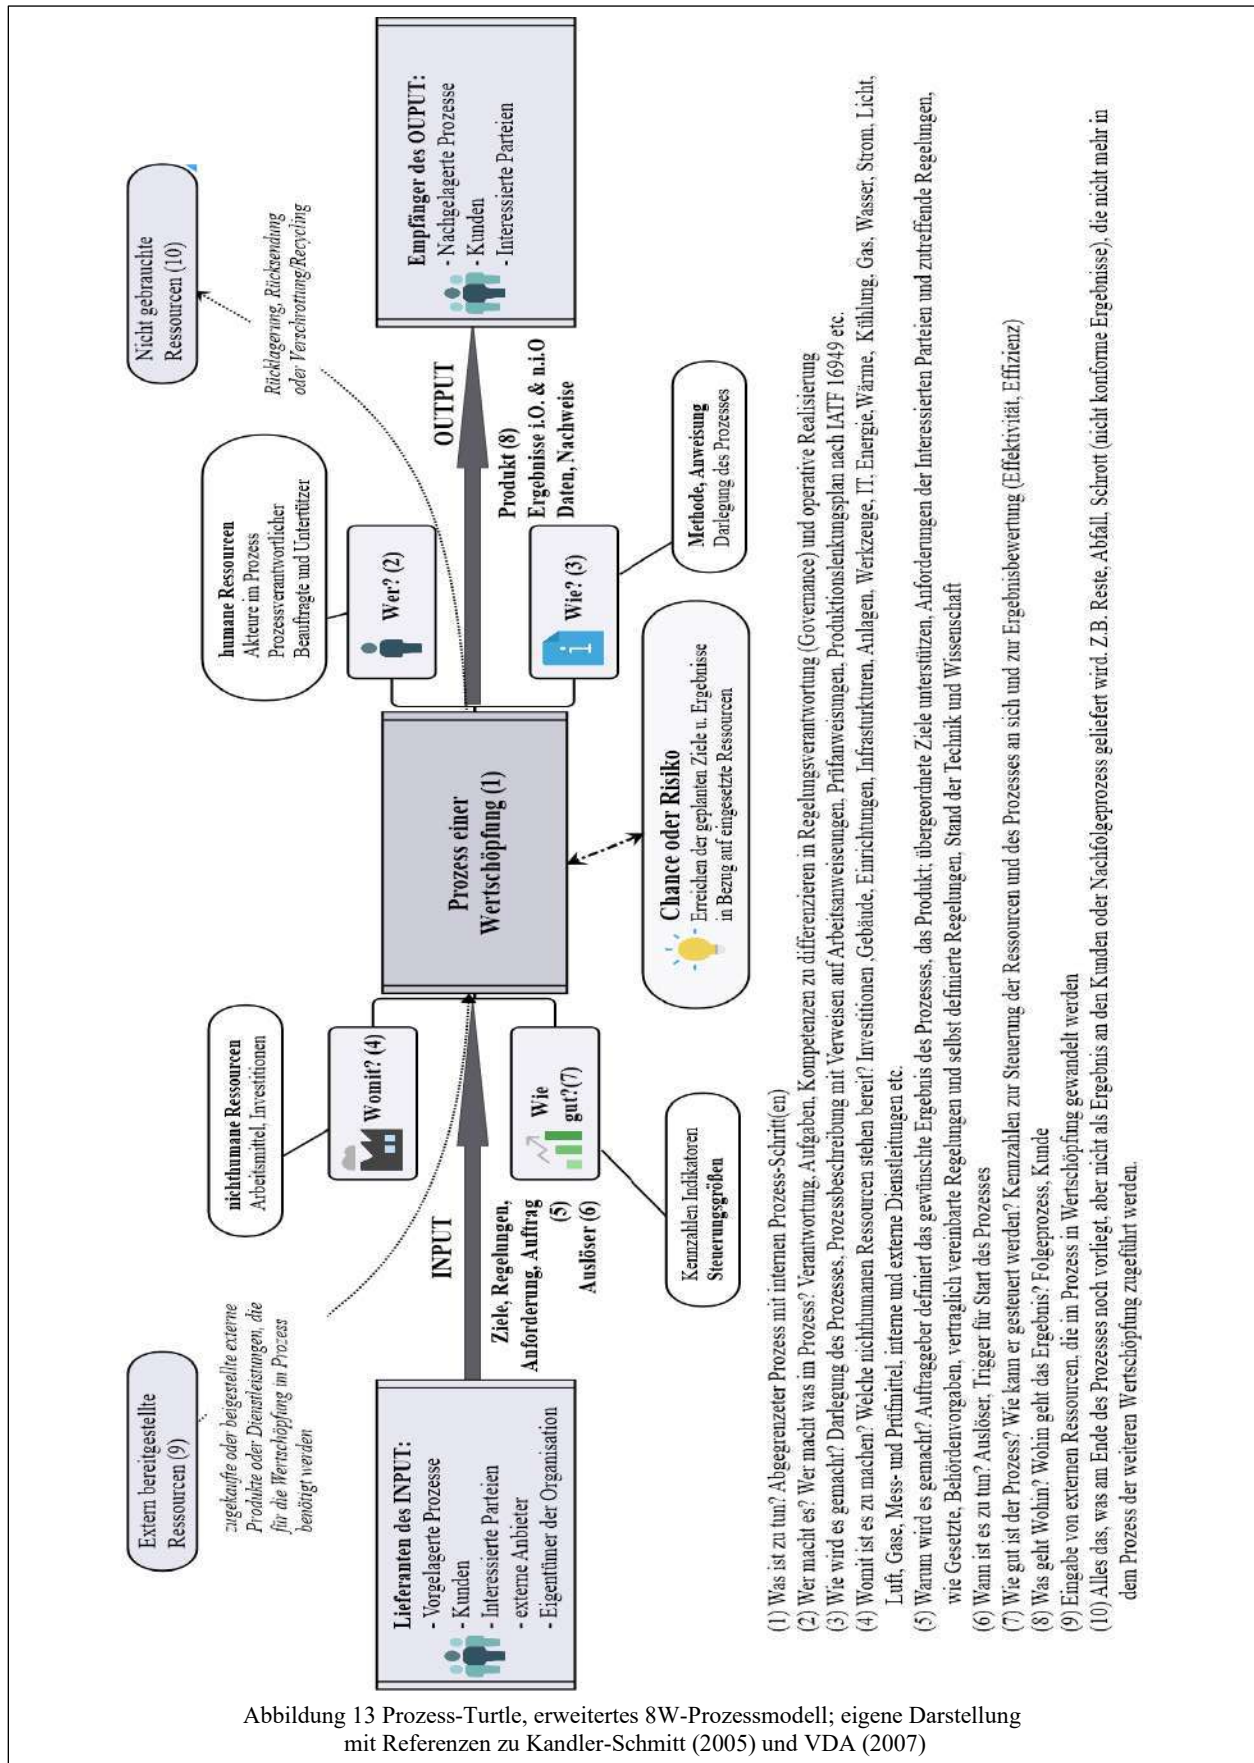 Extern bereitgestellte
Ressourcen (9)
zugekaufte oder beigestellte externe
Produkte oder Dienstleistungen, die
für die Wertschöpfung im Prozess
benötigt werden
nichthumane Ressourcen
Arbeitsmittel, Investitionen
humane Ressourcen
Akteure im Prozess
Prozessverantwortlicher
Beauftragte und Untertützer
Nicht gebrauchte
Ressourcen (10)
Rücklagerung, Rücksendung
oder Verschrottung/Recycling
Womit? (4)
Wer? (2)
Lieferanten des INPUT:
- Vorgelagerte Prozesse
- Kunden
- Interessierte Parteien
- externe Anbieter
- Eigentümer der Organisation
INPUT
Ziele, Regelungen,
Anforderung, Auftrag
(5)
Auslöser (6)
Prozess einer
Wertschöpfung (1)
OUTPUT
Produkt (8)
Ergebnisse i.O. & n.i.O
Daten, Nachweise
Empfänger des OUPUT:
- Nachgelagerte Prozesse
- Kunden
- Interessierte Parteien
Wie
gut?(7)
Wie? (3)
Kennzahlen Indikatoren
Steuerungsgrößen
Chance oder Risiko
Erreichen der geplanten Ziele u. Ergebnisse
in Bezug auf eingesetzte Ressourcen
Methode, Anweisung
Darlegung des Prozesses
(1) Was ist zu tun? Abgegrenzeter Prozess mit internen Prozess-Schritt(en)
(2) Wer macht es? Wer macht was im Prozess? Verantwortung, Aufgaben, Kompetenzen zu differenzieren in Regelungsverantwortung (Governance) und operative Realisierung
(3) Wie wird es gemacht? Darlegung des Prozesses, Prozessbeschreibung mit Verweisen auf Arbeitsanweiseungen, Prüfanweisungen, Produktionslenkungsplan nach IATF 16949 etc.
(4) Womit ist es zu machen? Welche nichthumanen Ressourcen stehen bereit? Investitionen ,Gebäude, Einrichtungen, Infrasturkturen, Anlagen, Werkzeuge, IT, Energie, Wärme, Kühlung, Gas, Wasser, Strom, Licht,
Luft, Gase, Mess- und Prüfmittel, interne und externe Dienstleitungen etc.
(5) Warum wird es gemacht? Auftraggeber definiert das gewünschte Ergebnis des Prozesses, das Produkt; übergeordnete Ziele unterstützen, Anforderungen der Interessierten Parteien und zutreffende Regelungen,
wie Gesetzte, Behördenvorgaben, vertraglich vereinbarte Regelungen und selbst definierte Regelungen, Stand der Technik und Wissenschaft
(6) Wann ist es zu tun? Auslöser, Trigger für Start des Prozesses
(7) Wie gut ist der Prozess? Wie kann er gesteuert werden? Kennzahlen zur Steuerung der Ressourcen und des Prozesses an sich und zur Ergebnisbewertung (Effektivität, Effizienz)
(8) Was geht Wohin? Wohin geht das Ergebnis? Folgeprozess, Kunde
(9) Eingabe von externen Ressourcen, die im Prozess in Wertschöpfung gewandelt werden
(10) Alles das, was am Ende des Prozesses noch vorliegt, aber nicht als Ergebnis an den Kunden oder Nachfolgeprozess geliefert wird. Z.B. Reste, Abfall, Schrott (nicht konforme Ergebnisse), die nicht mehr in
dem Prozess der weiteren Wertschöpfung zugeführt werden.
Abbildung 13 Prozess-Turtle, erweitertes 8W-Prozessmodell; eigene Darstellung
mit Referenzen zu Kandler-Schmitt (2005) und VDA (2007)